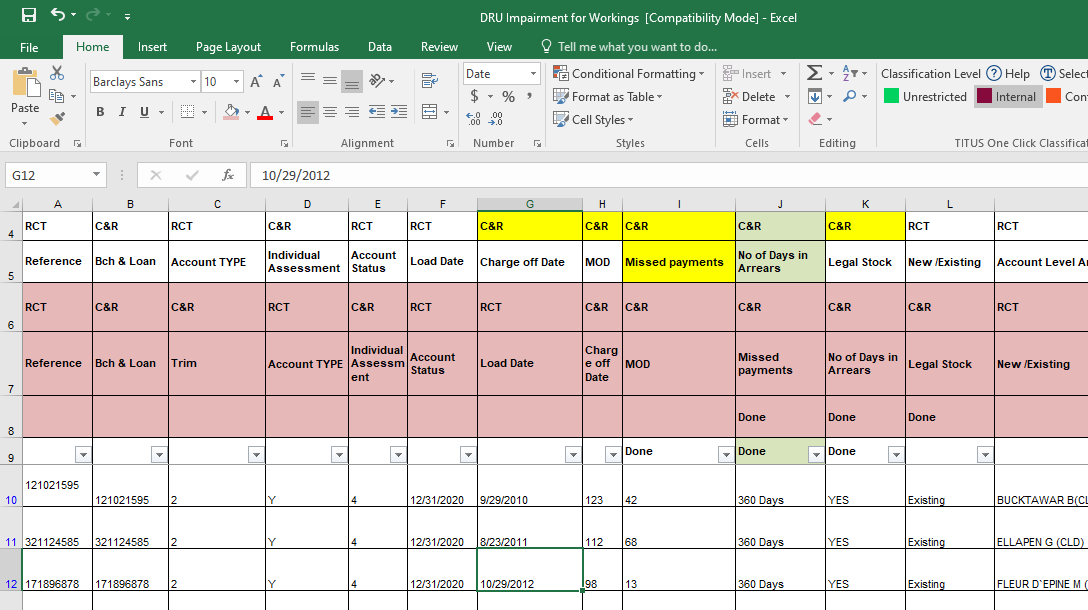 DRU Impairment for Workings [Compatibility Mode] - Excel
File Home Insert Page Layout Formulas Data Review View Tell me what you want to do...
Paste
Barclays Sans 10
B I U
Date
$ % ,
Conditional Formatting
Format as Table
Cell Styles
Insert
Delete
Format
Classification Level Help Select
Unrestricted Internal Con
Clipboard Font Alignment Number Styles Cells Editing TITUS One Click Classificat
G12 fx 10/29/2012
A B C D E F G H I J K L
4 RCT C&R RCT C&R RCT RCT C&R C&R C&R C&R C&R RCT RCT
5 Reference Bch & Loan Account TYPE Individual Assessment Account Status Load Date Charge off Date MOD Missed payments No of Days in Arrears Legal Stock New /Existing Account Level Ar
6 RCT C&R C&R RCT C&R RCT RCT C&R C&R C&R C&R C&R RCT
7 Reference Bch & Loan Trim Account TYPE Individual Assessm ent Account Status Load Date Charg e off Date MOD Missed payments No of Days in Arrears Legal Stock New /Existing
8 Done Done Done
9 Done Done Done
10 121021595 121021595 2 Y 4 12/31/2020 9/29/2010 123 42 360 Days YES Existing BUCKTAWAR B(CL
11 321124585 321124585 2 Y 4 12/31/2020 8/23/2011 112 68 360 Days YES Existing ELLAPEN G (CLD)
12 171896878 171896878 2 Y 4 12/31/2020 10/29/2012 98 13 360 Days YES Existing FLEUR D`EPINE M (